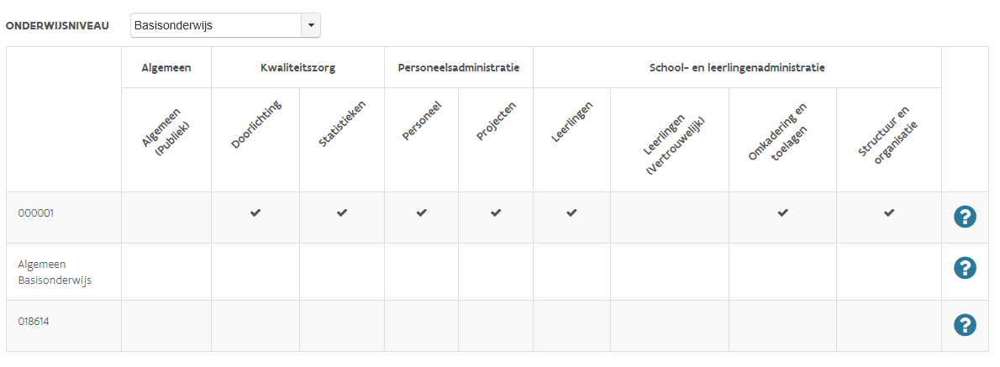 ONDERWIJSNIVEAU Basisonderwijs
Algemeen Kwaliteitszorg Personeelsadministratie School- en leerlingenadministratie
Algemeen
(Publiek)
Doorlichting
Statistieken
Personeel
Projecten
Leerlingen
Leerlingen
(Vertrouwelijk)
Omkadering en
toelagen
Structuur en
organisatie
000001
Algemeen
Basisonderwijs
018614